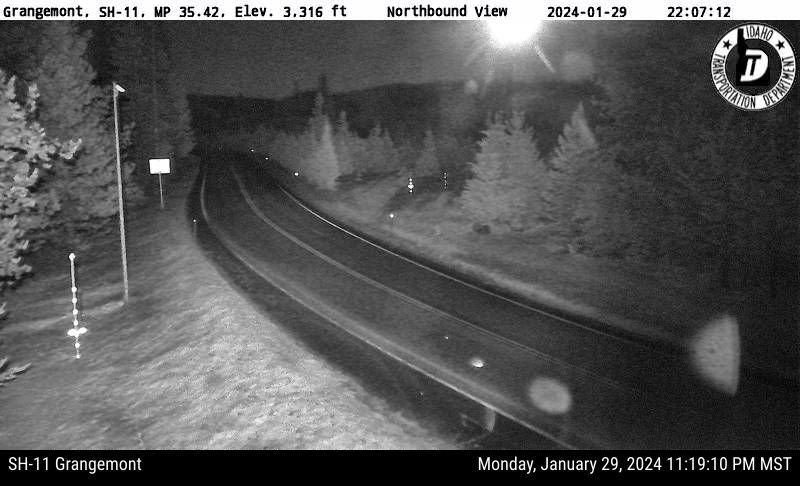 Grangemont, SH-11, MP 35.42, Elev. 3,316 ft Northbound View 2024-01-29 22:07:12
IDAHO
TRANSPORTATION DEPARTMENT
SH-11 Grangemont Monday, January 29, 2024 11:19:10 PM MST